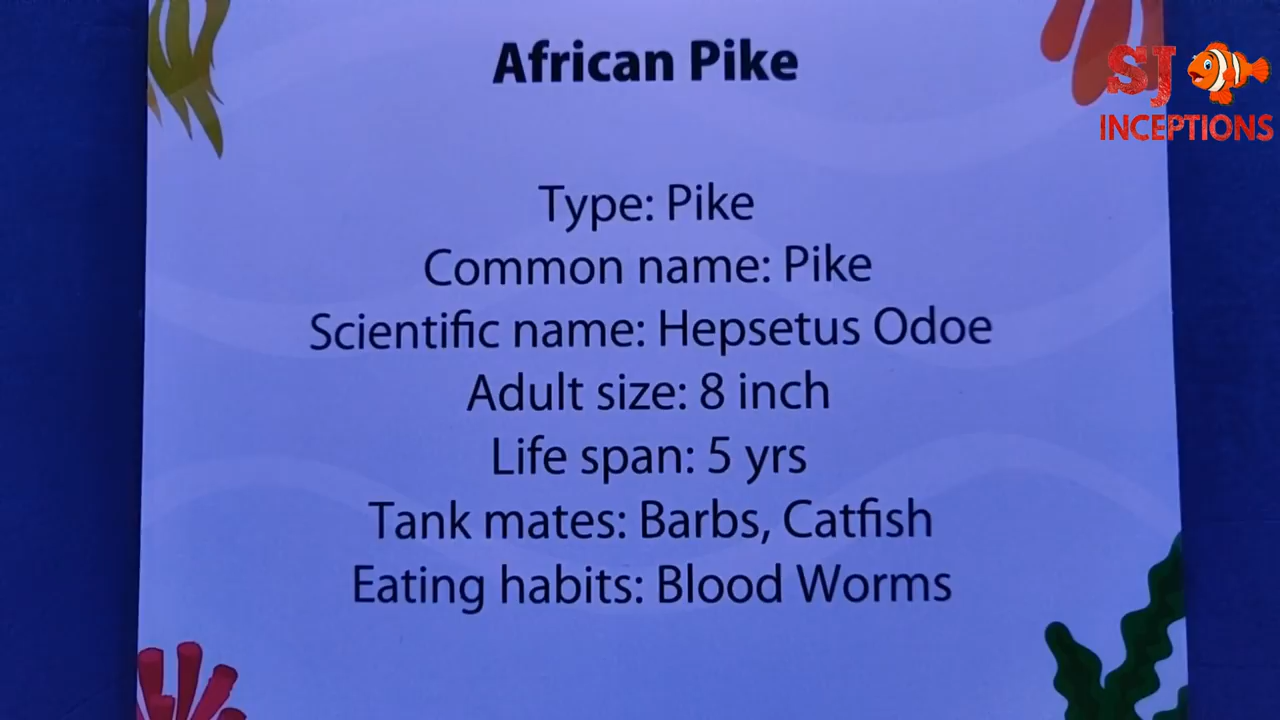 African Pike
SJ
INCEPTIONS
Type: Pike
Common name: Pike
Scientific name: Hepsetus Odoe
Adult size: 8 inch
Life span: 5 yrs
Tank mates: Barbs, Catfish
Eating habits: Blood Worms